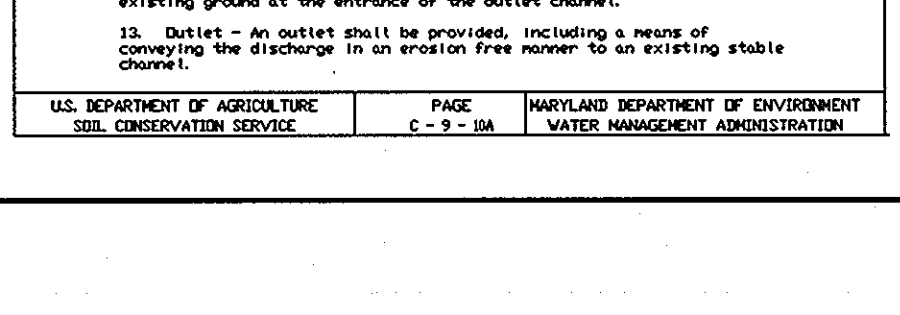 existing ground at the entrance of the outlet channel.
13. Outlet - An outlet shall be provided, including a means of
conveying the discharge in an erosion free manner to an existing stable
channel.
U.S. DEPARTMENT OF AGRICULTURE
SOIL CONSERVATION SERVICE
PAGE
C - 9 - 10A
MARYLAND DEPARTMENT OF ENVIRONMENT
WATER MANAGEMENT ADMINISTRATION